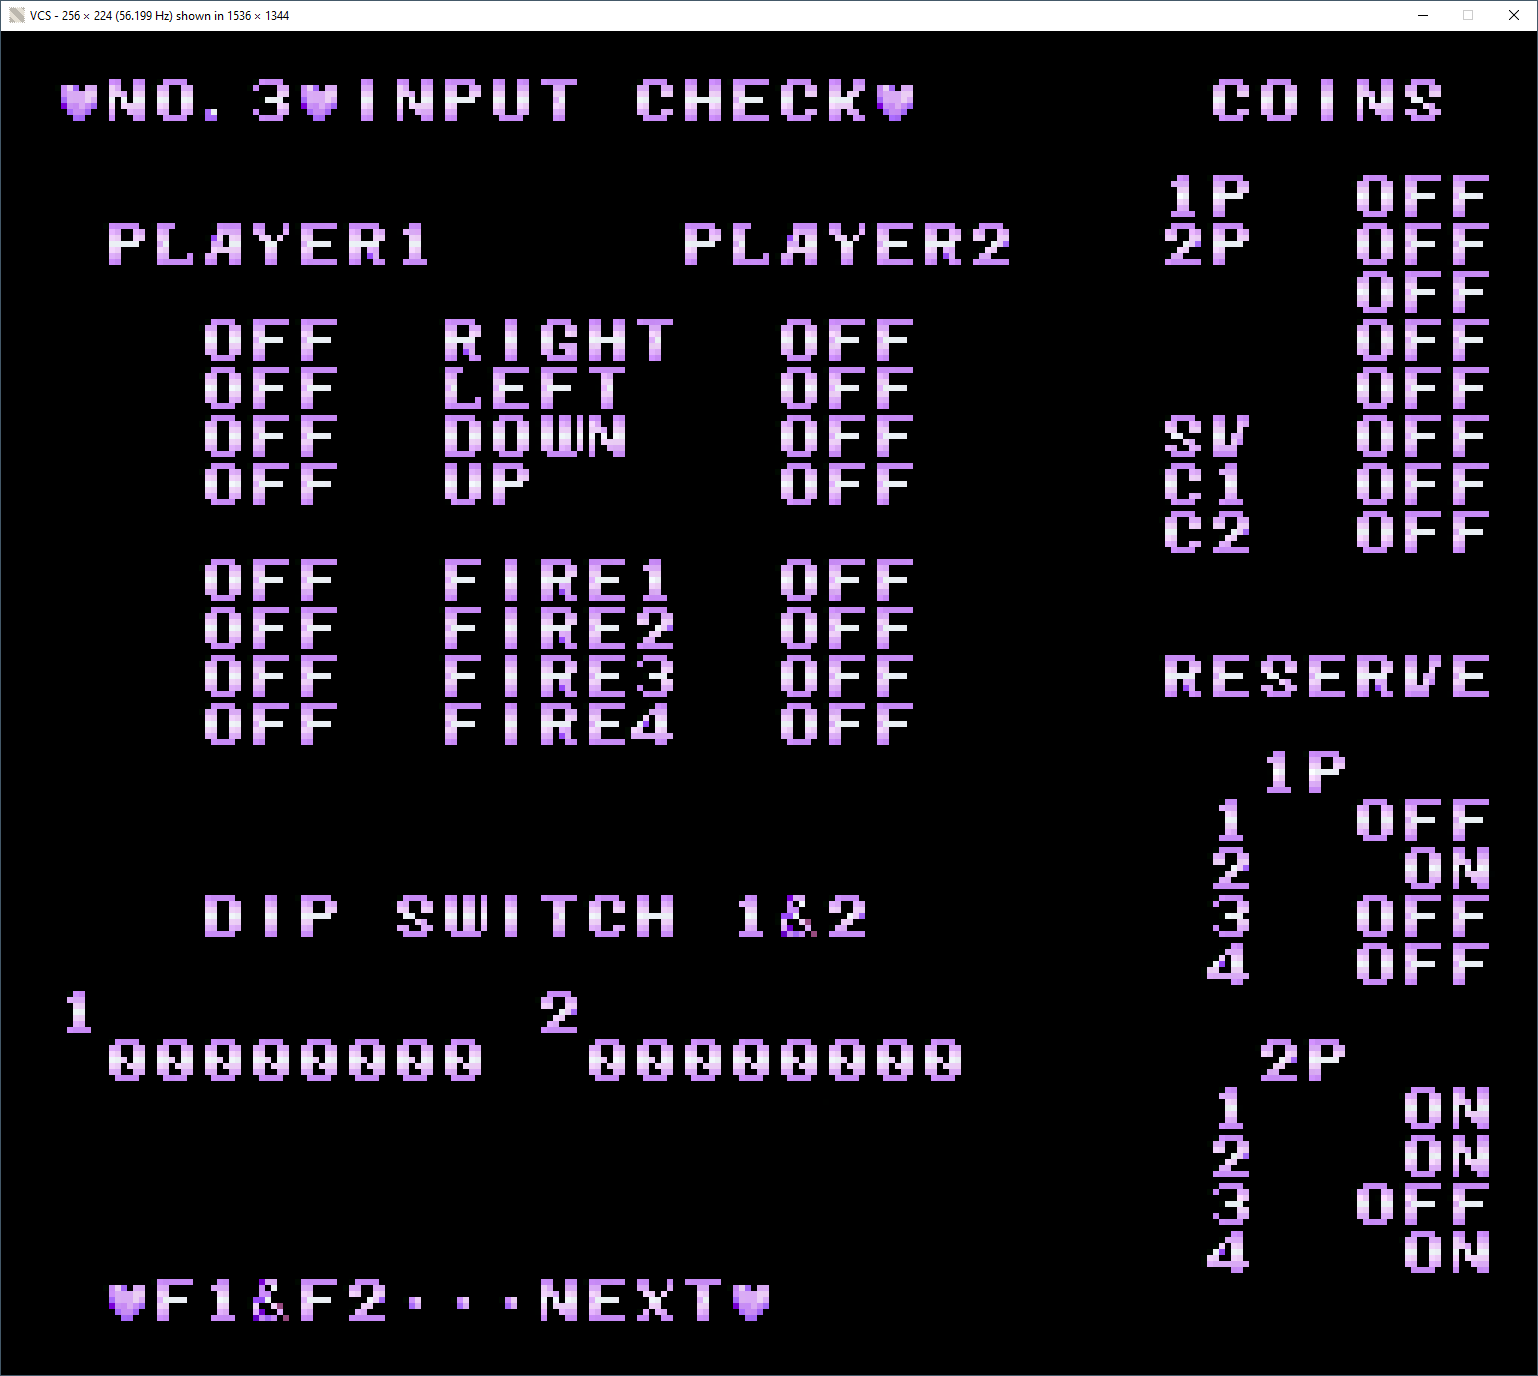 VCS - 256 × 224 (56.199 Hz) shown in 1536 × 1344
♥NO. 3♥INPUT CHECK♥ COINS
1P OFF
PLAYER1 PLAYER2 2P OFF
OFF
OFF RIGHT OFF OFF
OFF LEFT OFF OFF
OFF DOWN OFF SW OFF
OFF UP OFF C1 OFF
C2 OFF
OFF FIRE1 OFF
OFF FIRE2 OFF
OFF FIRE3 OFF RESERVE
OFF FIRE4 OFF
1P
1 OFF
2 ON
DIP SWITCH 1&2 3 OFF
4 OFF
1 2
00000000 00000000 2P
1 ON
2 ON
3 OFF
4 ON
♥F1&F2···NEXT♥